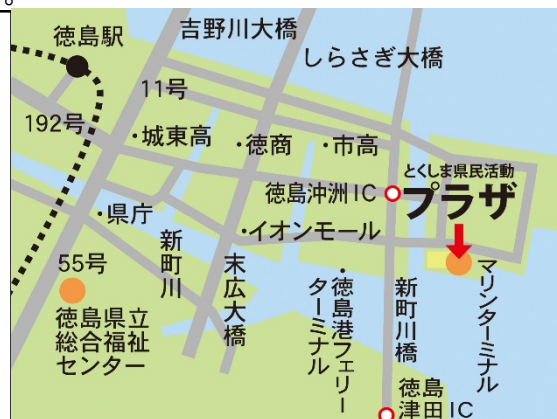 。
徳島駅
吉野川大橋
しらさぎ大橋
11号
192号
・城東高
・徳商
・市高
とくしま県民活動
プラザ
徳島沖洲IC
・県庁
・イオンモール
新町川
末広大橋
・徳島港フェリー
ターミナル
新町川橋
マリンターミナル
55号
徳島県立
総合福祉
センター
徳島
津田IC